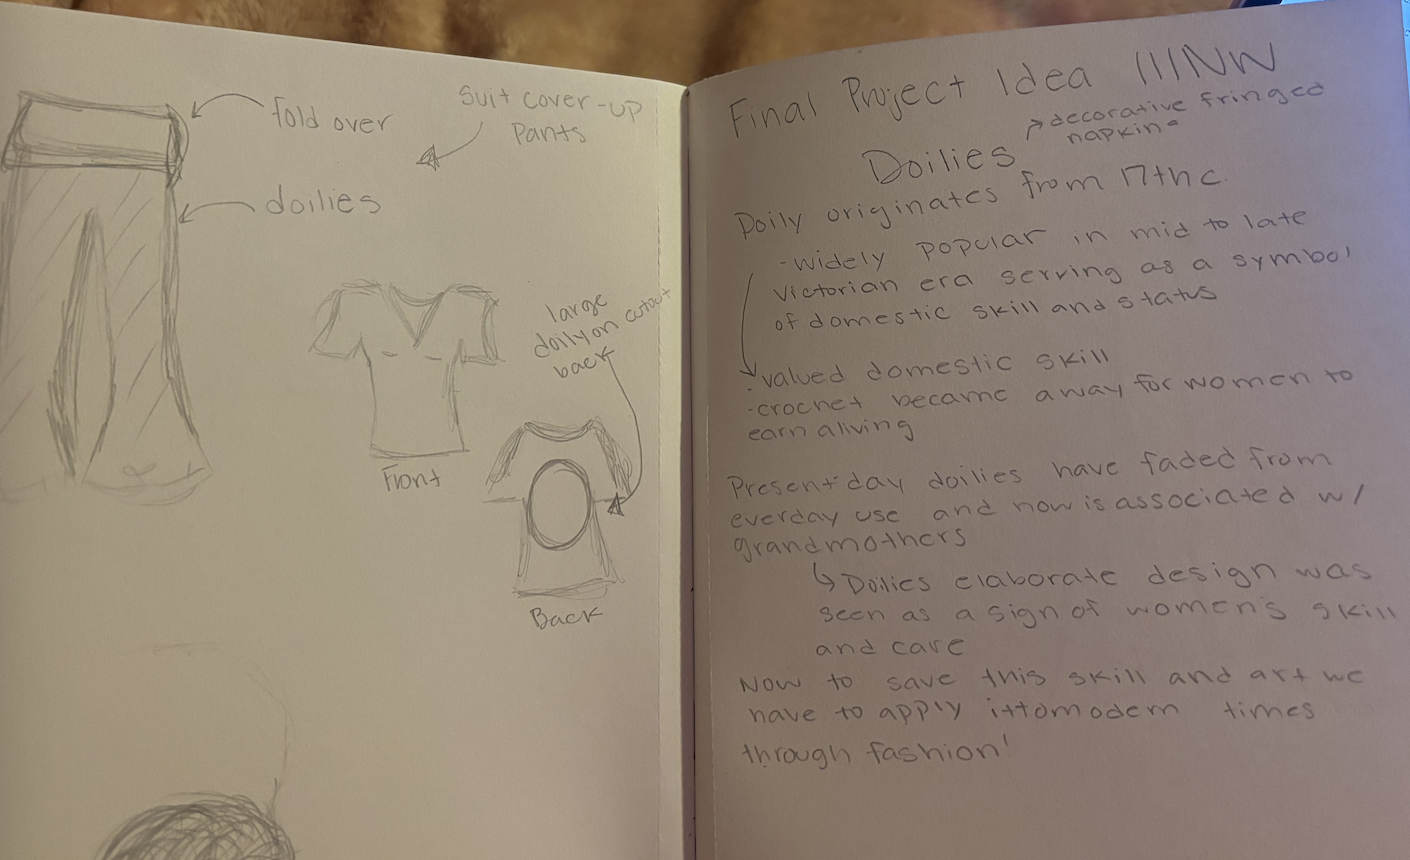 fold over
suit cover-up
pants
doilies
large
doily on cutout
back
Front
Back
Final Project Idea
decorative fringed
napkins
Doilies
Doily originates from 17th c.
-widely popular in mid to late
Victorian era serving as a symbol
of domestic skill and status
valued domestic skill
-crochet became a way for women to
earn a living
Present day doilies have faded from
everday use and now is associated w/
grandmothers
Doilies elaborate design was
seen as a sign of women's skill
and care
Now to save this skill and art we
have to apply it to modern times
through fashion!